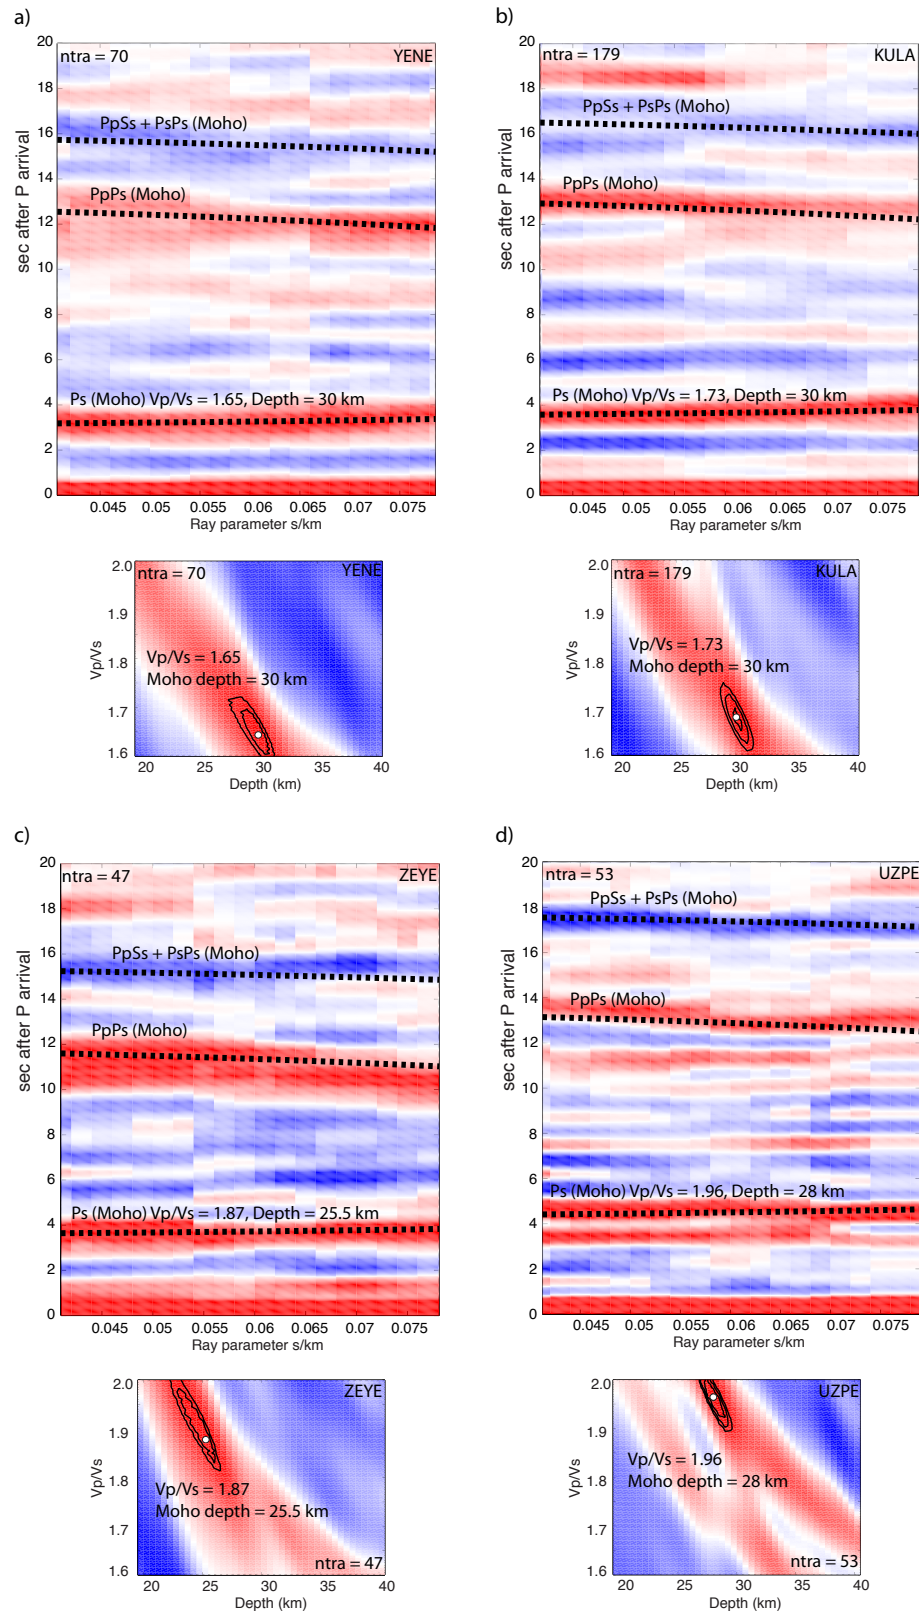 a)
ntra = 70
YENE
PpSs + PsPs (Moho)
PpPs (Moho)
Ps (Moho) Vp/Vs = 1.65, Depth = 30 km
sec after P arrival
20
18
16
14
12
10
8
6
4
2
0
0.045 0.05 0.055 0.06 0.065 0.07 0.075
Ray parameter s/km
ntra = 70
YENE
Vp/Vs = 1.65
Moho depth = 30 km
Vp/Vs
2.0
1.9
1.8
1.7
1.6
20 25 30 35 40
Depth (km)
b)
ntra = 179
KULA
PpSs + PsPs (Moho)
PpPs (Moho)
Ps (Moho) Vp/Vs = 1.73, Depth = 30 km
sec after P arrival
20
18
16
14
12
10
8
6
4
2
0
0.045 0.05 0.055 0.06 0.065 0.07 0.075
Ray parameter s/km
ntra = 179
KULA
Vp/Vs = 1.73
Moho depth = 30 km
Vp/Vs
2.0
1.9
1.8
1.7
1.6
20 25 30 35 40
Depth (km)
c)
ntra = 47
ZEYE
PpSs + PsPs (Moho)
PpPs (Moho)
Ps (Moho) Vp/Vs = 1.87, Depth = 25.5 km
sec after P arrival
20
18
16
14
12
10
8
6
4
2
0
0.045 0.05 0.055 0.06 0.065 0.07 0.075
Ray parameter s/km
ZEYE
Vp/Vs = 1.87
Moho depth = 25.5 km
ntra = 47
Vp/Vs
2.0
1.9
1.8
1.7
1.6
20 25 30 35 40
Depth (km)
d)
ntra = 53
UZPE
PpSs + PsPs (Moho)
PpPs (Moho)
Ps (Moho) Vp/Vs = 1.96, Depth = 28 km
sec after P arrival
20
18
16
14
12
10
8
6
4
2
0
0.045 0.05 0.055 0.06 0.065 0.07 0.075
Ray parameter s/km
UZPE
Vp/Vs = 1.96
Moho depth = 28 km
ntra = 53
Vp/Vs
2.0
1.9
1.8
1.7
1.6
20 25 30 35 40
Depth (km)